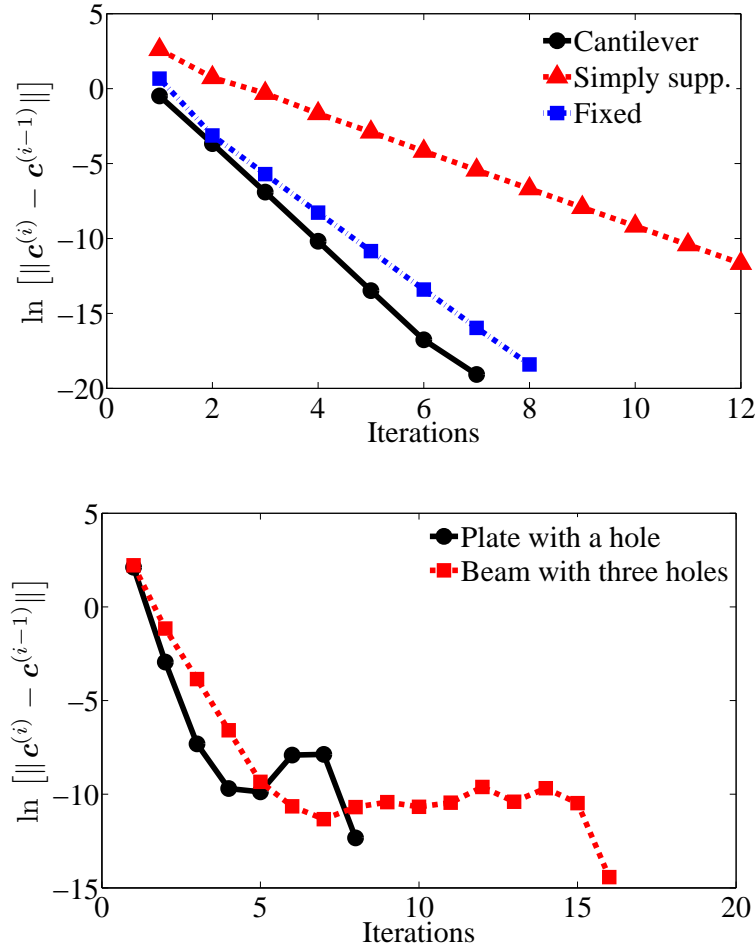 5
0
−5
−10
−15
−20
0
2
4
6
8
10
12
Cantilever
Simply supp.
Fixed
ln [‖c^(i) − c^(i−1)‖]
Iterations
5
0
−5
−10
−15
0
5
10
15
20
Plate with a hole
Beam with three holes
ln [‖c^(i) − c^(i−1)‖]
Iterations